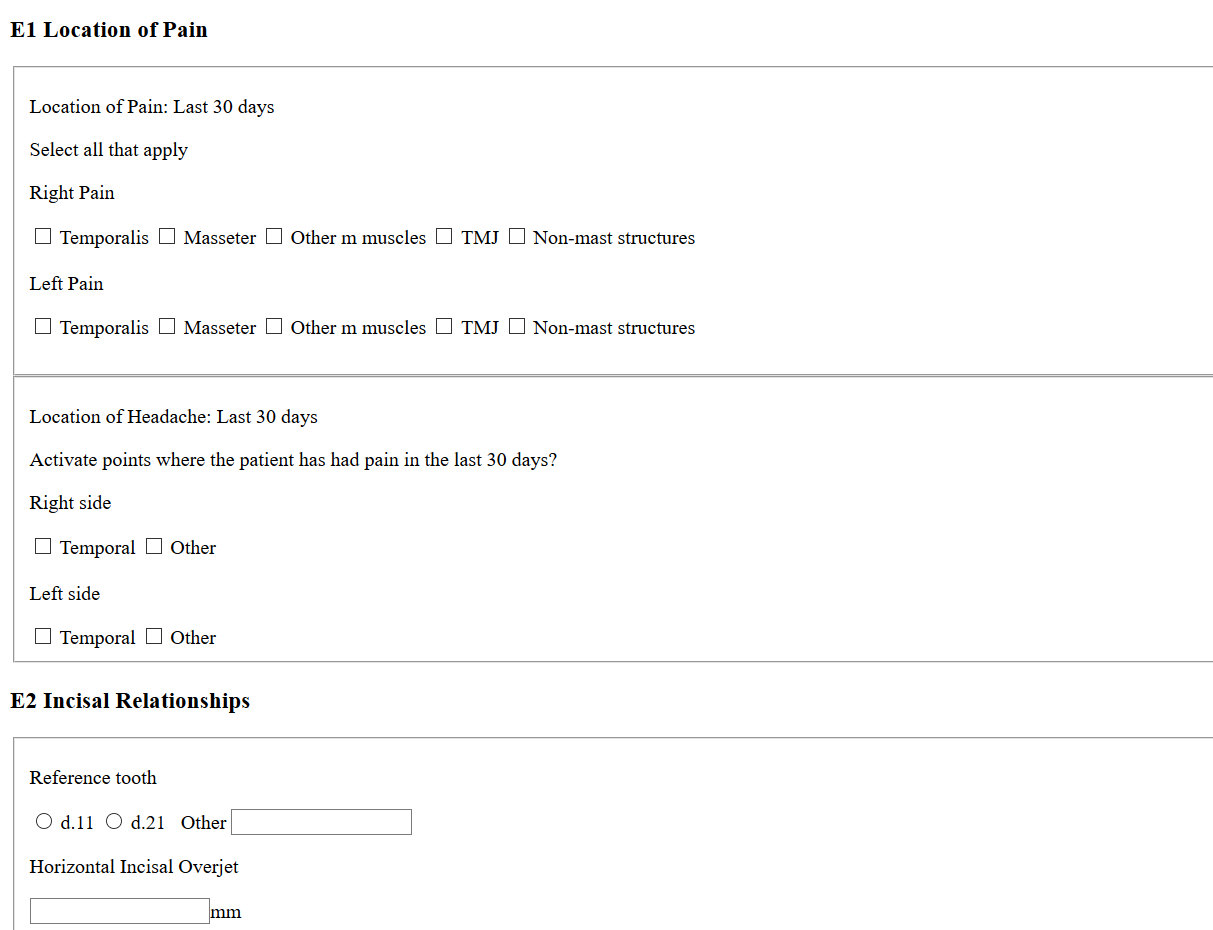 E1 Location of Pain
Location of Pain: Last 30 days
Select all that apply
Right Pain
Temporalis Masseter Other m muscles TMJ Non-mast structures
Left Pain
Temporalis Masseter Other m muscles TMJ Non-mast structures
Location of Headache: Last 30 days
Activate points where the patient has had pain in the last 30 days?
Right side
Temporal Other
Left side
Temporal Other
E2 Incisal Relationships
Reference tooth
d.11 d.21 Other
Horizontal Incisal Overjet
mm